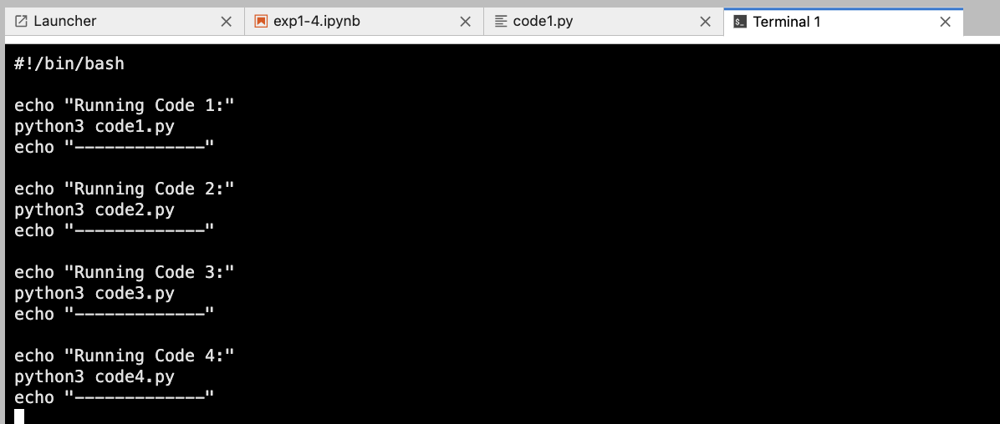 Launcher
exp1-4.ipynb
code1.py
Terminal 1
#!/bin/bash
echo "Running Code 1:"
python3 code1.py
echo "-------------"
echo "Running Code 2:"
python3 code2.py
echo "-------------"
echo "Running Code 3:"
python3 code3.py
echo "-------------"
echo "Running Code 4:"
python3 code4.py
echo "-------------"